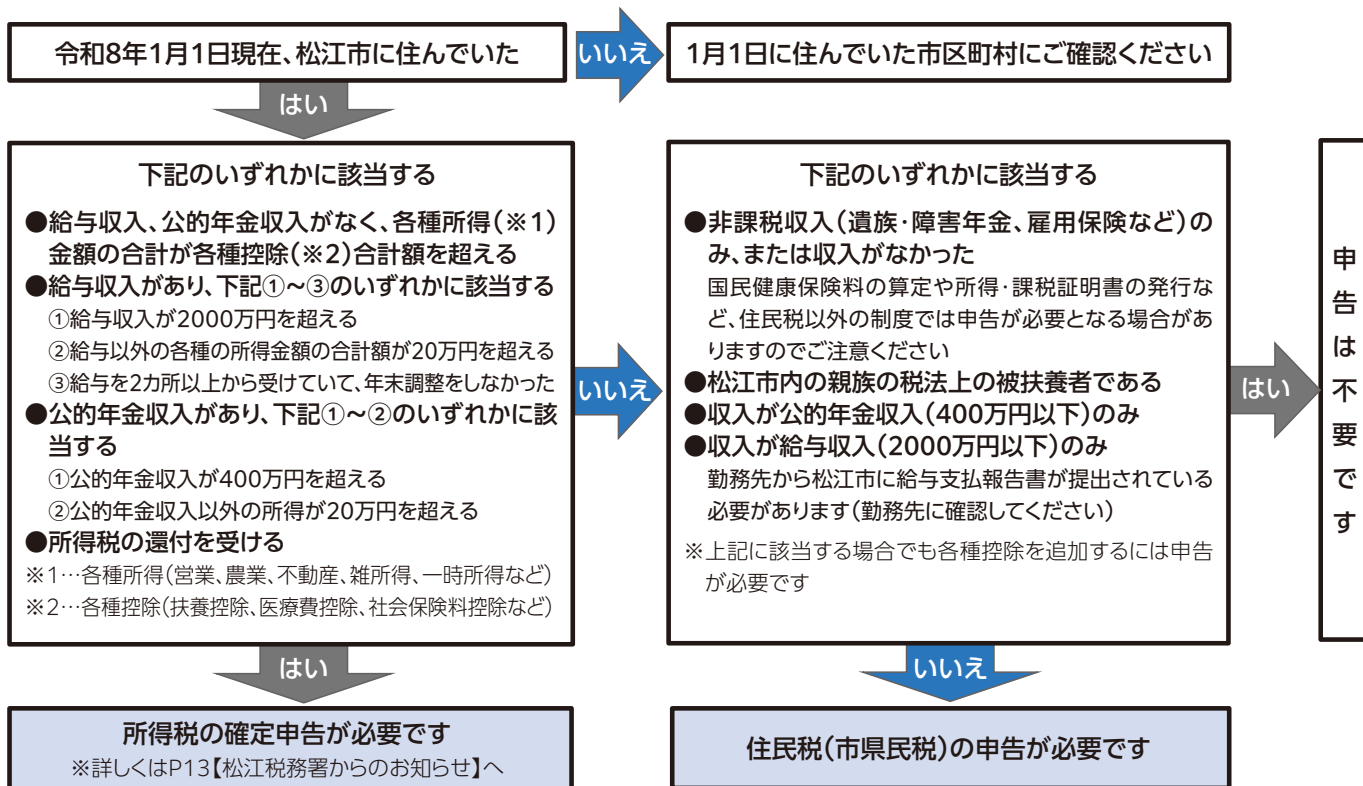 令和8年1月1日現在、松江市に住んでいた
いいえ
1月1日に住んでいた市区町村にご確認ください
はい
下記のいずれかに該当する
●給与収入、公的年金収入がなく、各種所得(※1)
金額の合計が各種控除(※2)合計額を超える
●給与収入があり、下記①～③のいずれかに該当する
①給与収入が2000万円を超える
②給与以外の各種の所得金額の合計額が20万円を超える
③給与を2カ所以上から受けていて、年末調整をしなかった
●公的年金収入があり、下記①～②のいずれかに該
当する
①公的年金収入が400万円を超える
②公的年金収入以外の所得が20万円を超える
●所得税の還付を受ける
※1…各種所得(営業、農業、不動産、雑所得、一時所得など)
※2…各種控除(扶養控除、医療費控除、社会保険料控除など)
いいえ
下記のいずれかに該当する
●非課税収入(遺族・障害年金、雇用保険など)の
み、または収入がなかった
国民健康保険料の算定や所得・課税証明書の発行な
ど、住民税以外の制度では申告が必要となる場合があ
りますのでご注意ください
●松江市内の親族の税法上の被扶養者である
●収入が公的年金収入(400万円以下)のみ
●収入が給与収入(2000万円以下)のみ
勤務先から松江市に給与支払報告書が提出されている
必要があります(勤務先に確認してください)
※上記に該当する場合でも各種控除を追加するには申告
が必要です
はい
申告は不要です
はい
所得税の確定申告が必要です
※詳しくはP13【松江税務署からのお知らせ】へ
いいえ
住民税(市県民税)の申告が必要です